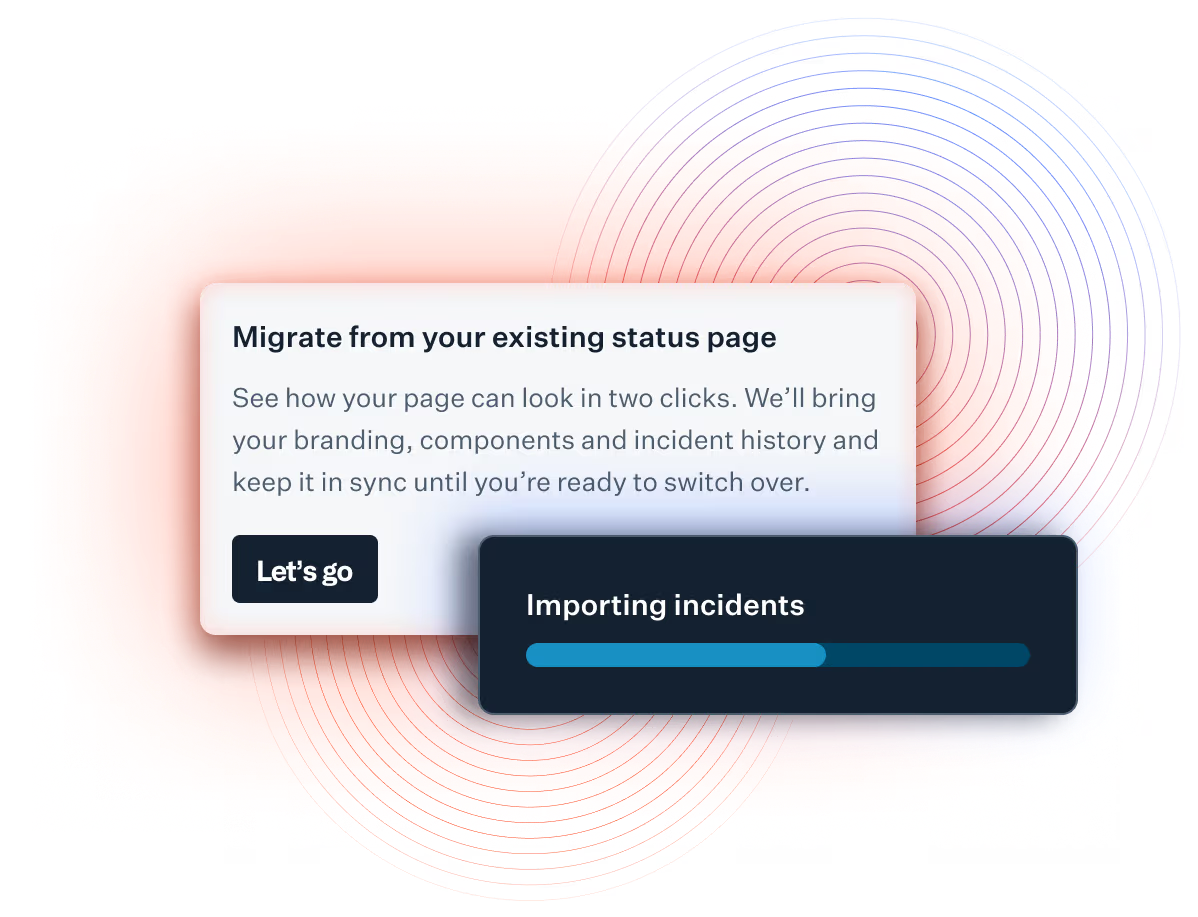 Migrate from your existing status page
See how your page can look in two clicks. We’ll bring
your branding, components and incident history and
keep it in sync until you’re ready to switch over.
Let’s go
Importing incidents